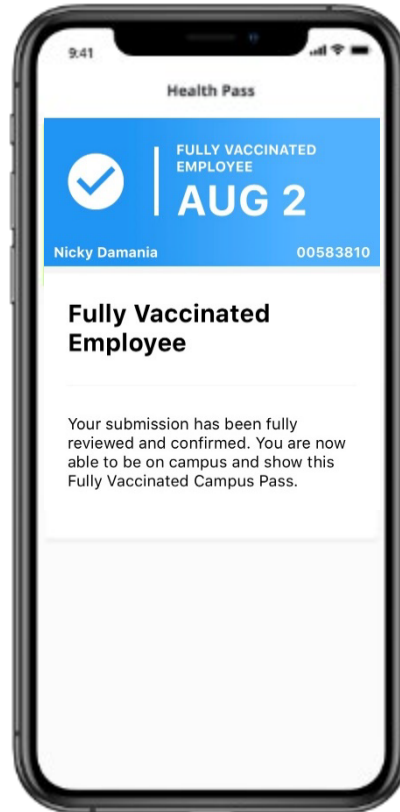 9:41
Health Pass
FULLY VACCINATED
EMPLOYEE
AUG 2
Nicky Damania 00583810
Fully Vaccinated
Employee
Your submission has been fully
reviewed and confirmed. You are now
able to be on campus and show this
Fully Vaccinated Campus Pass.